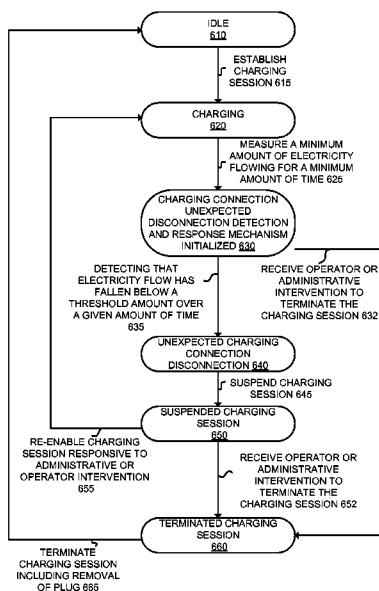 IDLE
610
ESTABLISH
CHARGING
SESSION 615
CHARGING
620
MEASURE A MINIMUM
AMOUNT OF ELECTRICITY
FLOWING FOR A MINIMUM
AMOUNT OF TIME 625
CHARGING CONNECTION
UNEXPECTED
DISCONNECTION DETECTION
AND RESPONSE MECHANISM
INITIALIZED 630
DETECTING THAT
ELECTRICITY FLOW HAS
FALLEN BELOW A
THRESHOLD AMOUNT OVER
A GIVEN AMOUNT OF TIME
635
RECEIVE OPERATOR OR
ADMINISTRATIVE
INTERVENTION TO
TERMINATE THE
CHARGING SESSION 632
UNEXPECTED CHARGING
CONNECTION
DISCONNECTION 640
SUSPEND CHARGING
SESSION 645
SUSPENDED CHARGING
SESSION
650
RE-ENABLE CHARGING
SESSION RESPONSIVE TO
ADMINISTRATIVE OR
OPERATOR INTERVENTION
655
RECEIVE OPERATOR OR
ADMINISTRATIVE
INTERVENTION TO
TERMINATE THE
CHARGING SESSION 652
TERMINATED CHARGING
SESSION
660
TERMINATE
CHARGING SESSION
INCLUDING REMOVAL
OF PLUG 665